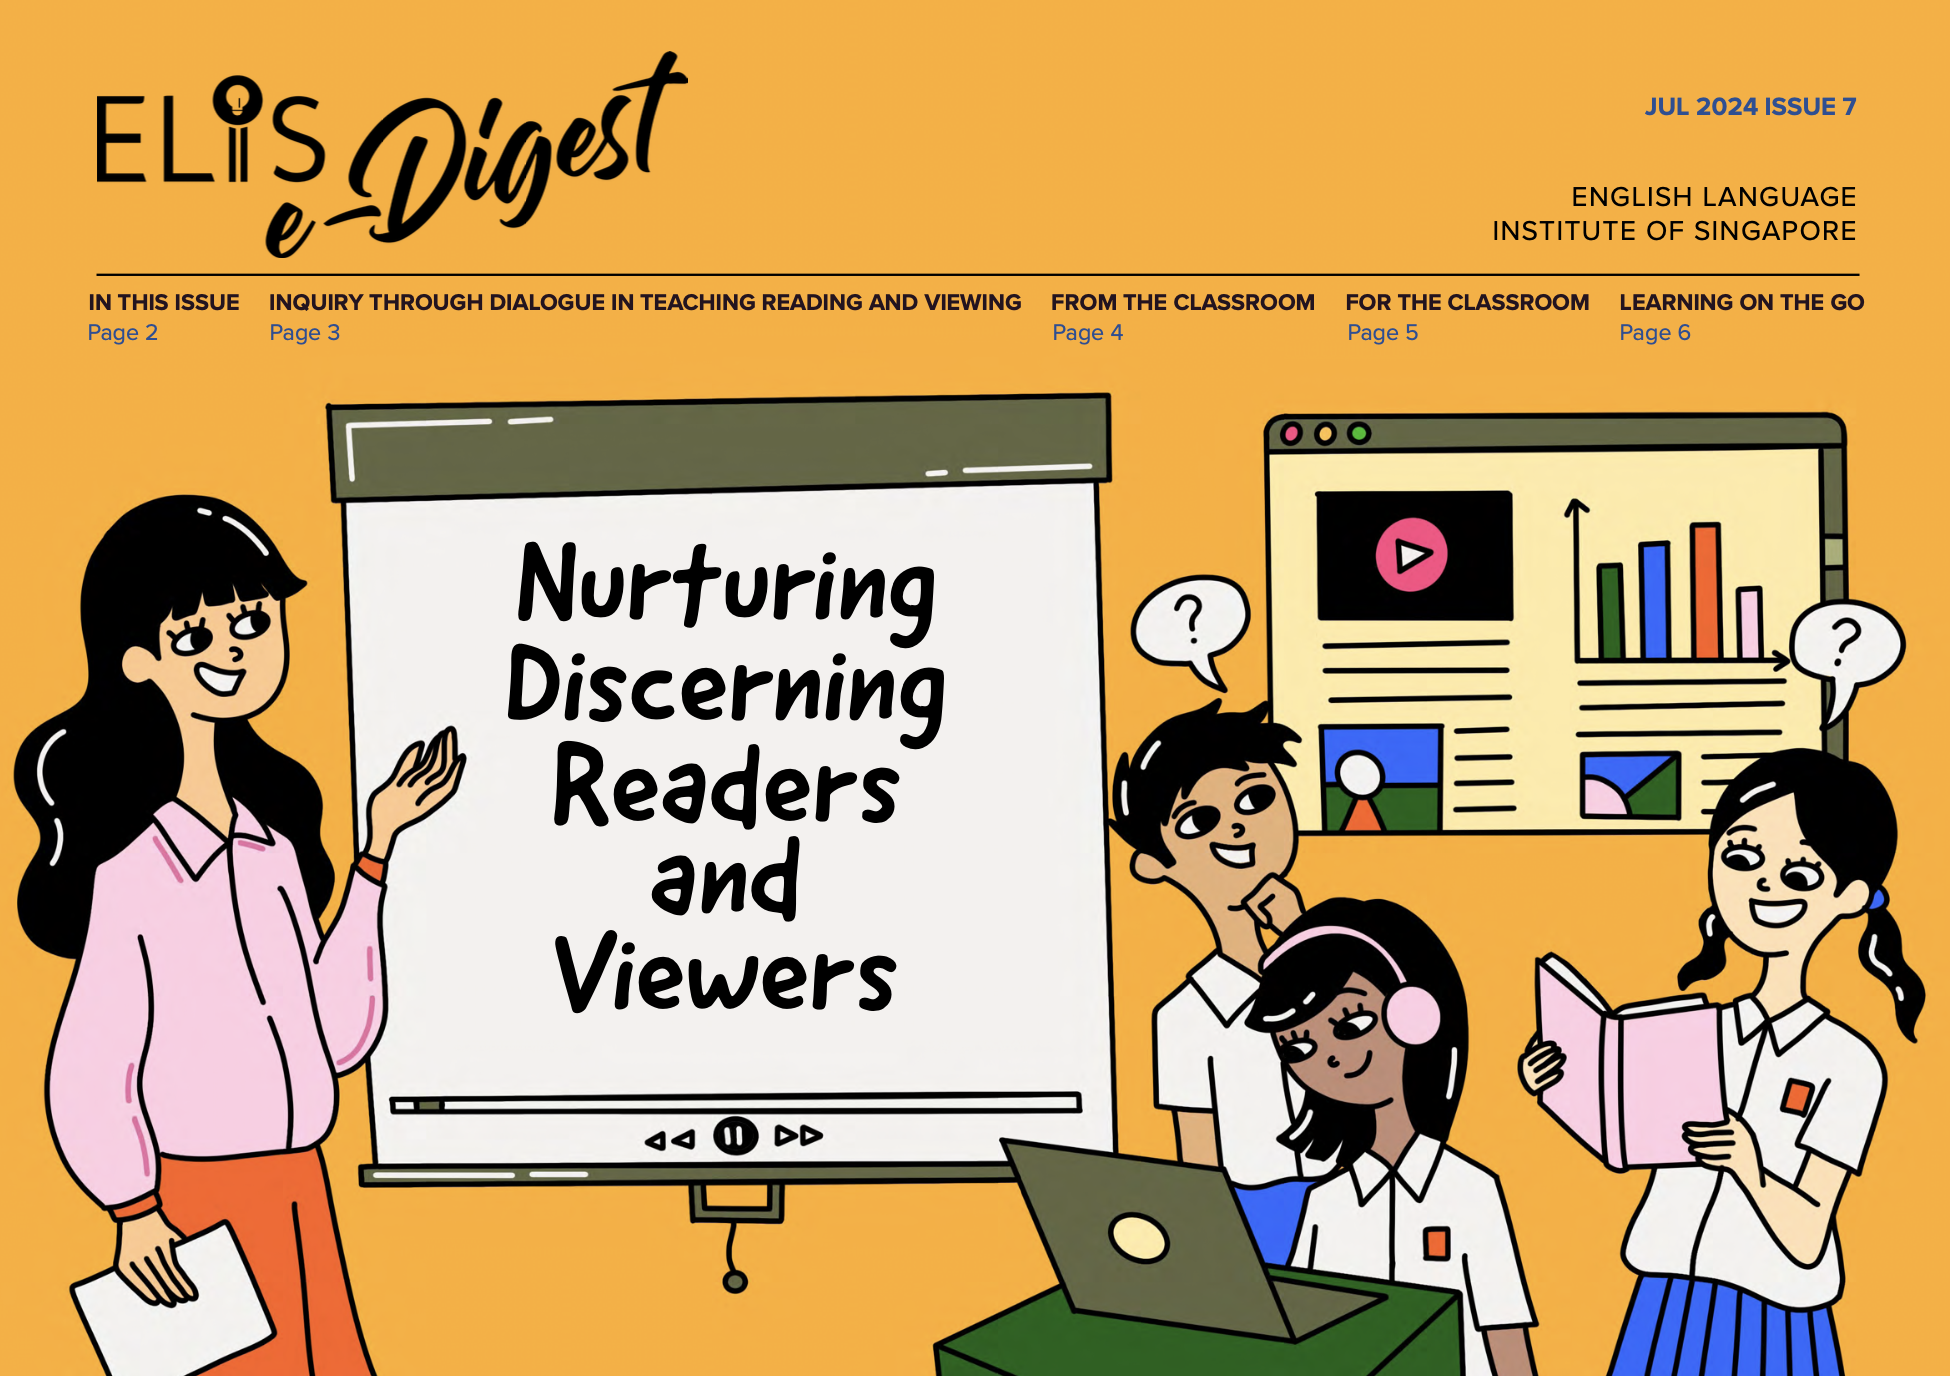 ELIS
e-Digest
JUL 2024 ISSUE 7
ENGLISH LANGUAGE
INSTITUTE OF SINGAPORE
IN THIS ISSUE
Page 2
INQUIRY THROUGH DIALOGUE IN TEACHING READING AND VIEWING
Page 3
FROM THE CLASSROOM
Page 4
FOR THE CLASSROOM
Page 5
LEARNING ON THE GO
Page 6
Nurturing
Discerning
Readers
and
Viewers
?
?